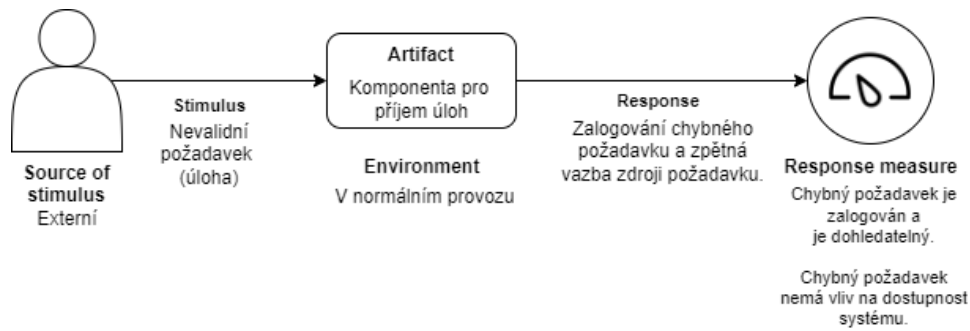 Source of
stimulus
Externí
Stimulus
Nevalidní
požadavek
(úloha)
Artifact
Komponenta pro
příjem úloh
Environment
V normálním provozu
Response
Zalogování chybného
požadavku a zpětná
vazba zdroji požadavku.
Response measure
Chybný požadavek je
zalogován a
je dohledatelný.
Chybný požadavek
nemá vliv na dostupnost
systému.